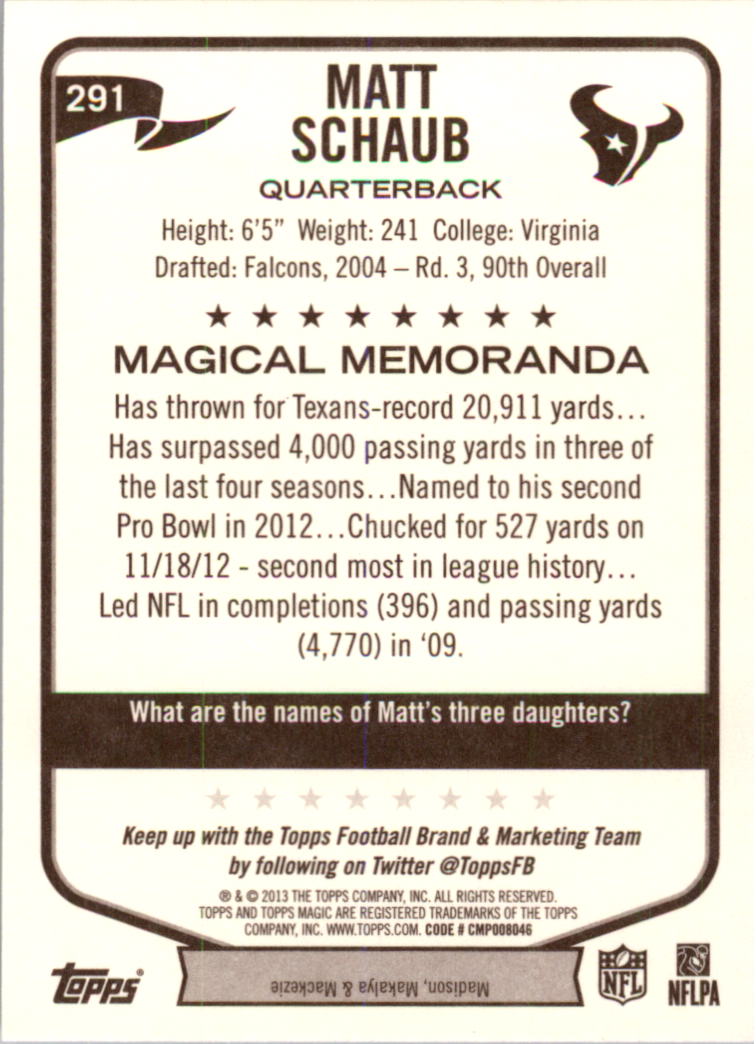 291
MATT
SCHAUB
QUARTERBACK
Height: 6'5" Weight: 241 College: Virginia
Drafted: Falcons, 2004 – Rd. 3, 90th Overall
MAGICAL MEMORANDA
Has thrown for Texans-record 20,911 yards...
Has surpassed 4,000 passing yards in three of
the last four seasons...Named to his second
Pro Bowl in 2012...Chucked for 527 yards on
11/18/12 - second most in league history...
Led NFL in completions (396) and passing yards
(4,770) in '09.
What are the names of Matt's three daughters?
Keep up with the Topps Football Brand & Marketing Team
by following on Twitter @ToppsFB
® & © 2013 THE TOPPS COMPANY, INC. ALL RIGHTS RESERVED.
TOPPS AND TOPPS MAGIC ARE REGISTERED TRADEMARKS OF THE TOPPS
COMPANY, INC. WWW.TOPPS.COM. CODE # CMP008046
Topps®
Madison, Makalya & Mackezie
NFL
NFLPA